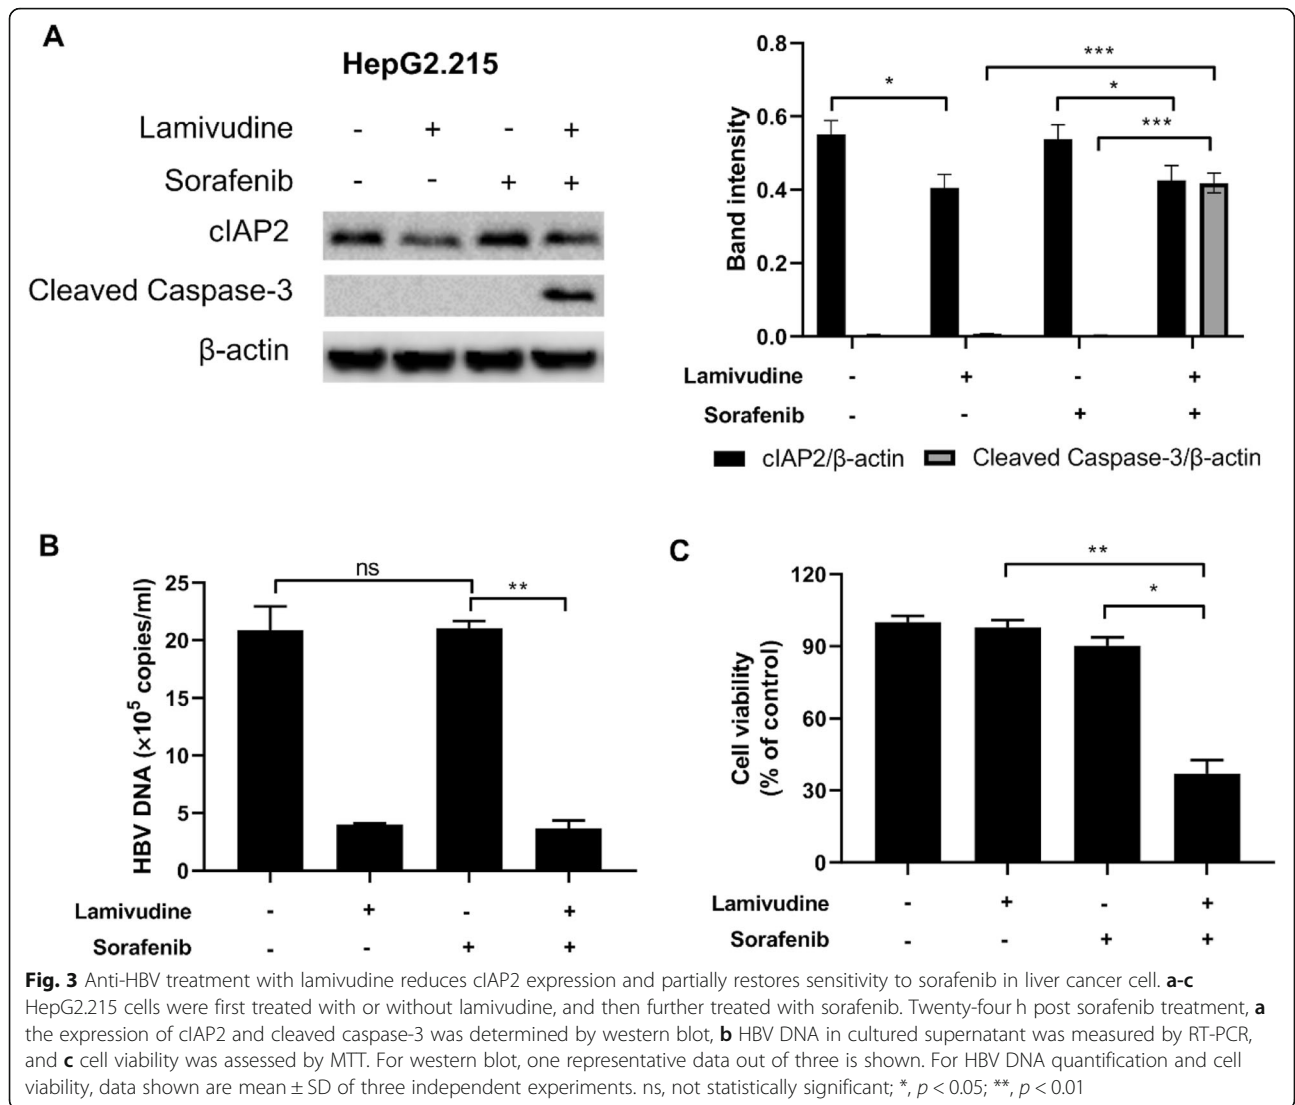 A
HepG2.215
Lamivudine - + - +
Sorafenib - - + +
cIAP2
Cleaved Caspase-3
β-actin
Band intensity
0.8
0.6
0.4
0.2
0.0
*
***
*
***
Lamivudine - + - +
Sorafenib - - + +
cIAP2/β-actin Cleaved Caspase-3/β-actin
B
HBV DNA (×10⁵ copies/ml)
25
20
15
10
5
0
ns
**
Lamivudine - + - +
Sorafenib - - + +
C
Cell viability
(% of control)
120
90
60
30
0
**
*
Lamivudine - + - +
Sorafenib - - + +
Fig. 3 Anti-HBV treatment with lamivudine reduces cIAP2 expression and partially restores sensitivity to sorafenib in liver cancer cell. a-c
HepG2.215 cells were first treated with or without lamivudine, and then further treated with sorafenib. Twenty-four h post sorafenib treatment, a
the expression of cIAP2 and cleaved caspase-3 was determined by western blot, b HBV DNA in cultured supernatant was measured by RT-PCR,
and c cell viability was assessed by MTT. For western blot, one representative data out of three is shown. For HBV DNA quantification and cell
viability, data shown are mean ± SD of three independent experiments. ns, not statistically significant; *, p < 0.05; **, p < 0.01